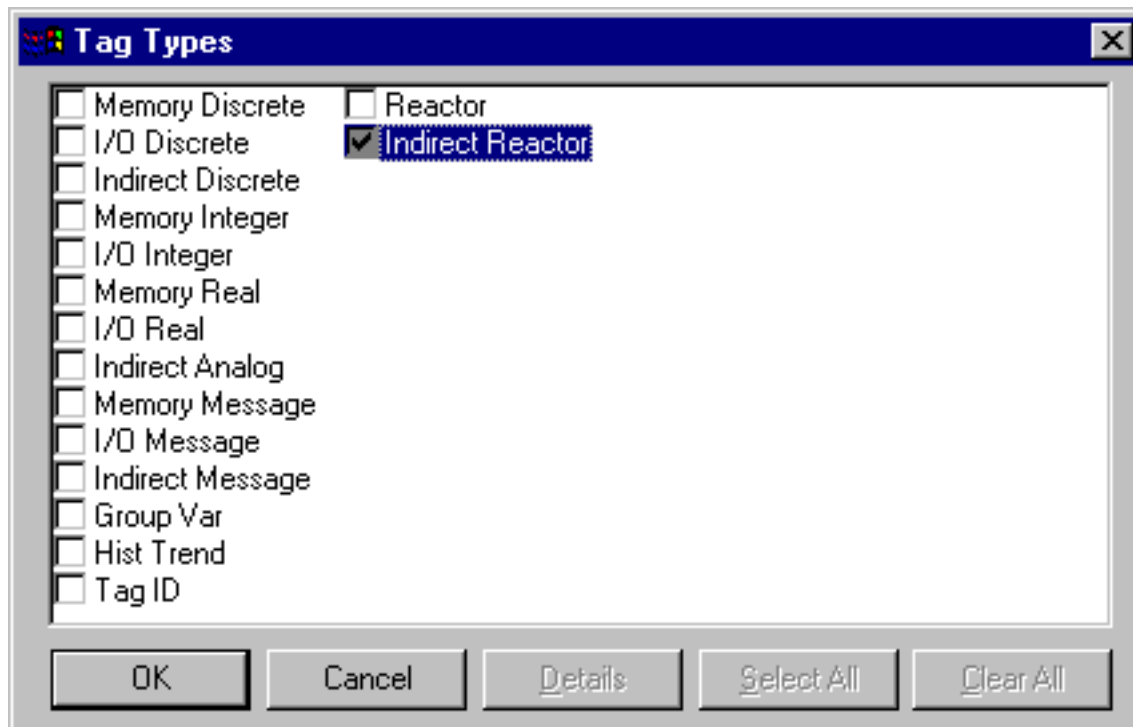 Tag Types
Memory Discrete
I/O Discrete
Indirect Discrete
Memory Integer
I/O Integer
Memory Real
I/O Real
Indirect Analog
Memory Message
I/O Message
Indirect Message
Group Var
Hist Trend
Tag ID
Reactor
Indirect Reactor
OK
Cancel
Details
Select All
Clear All